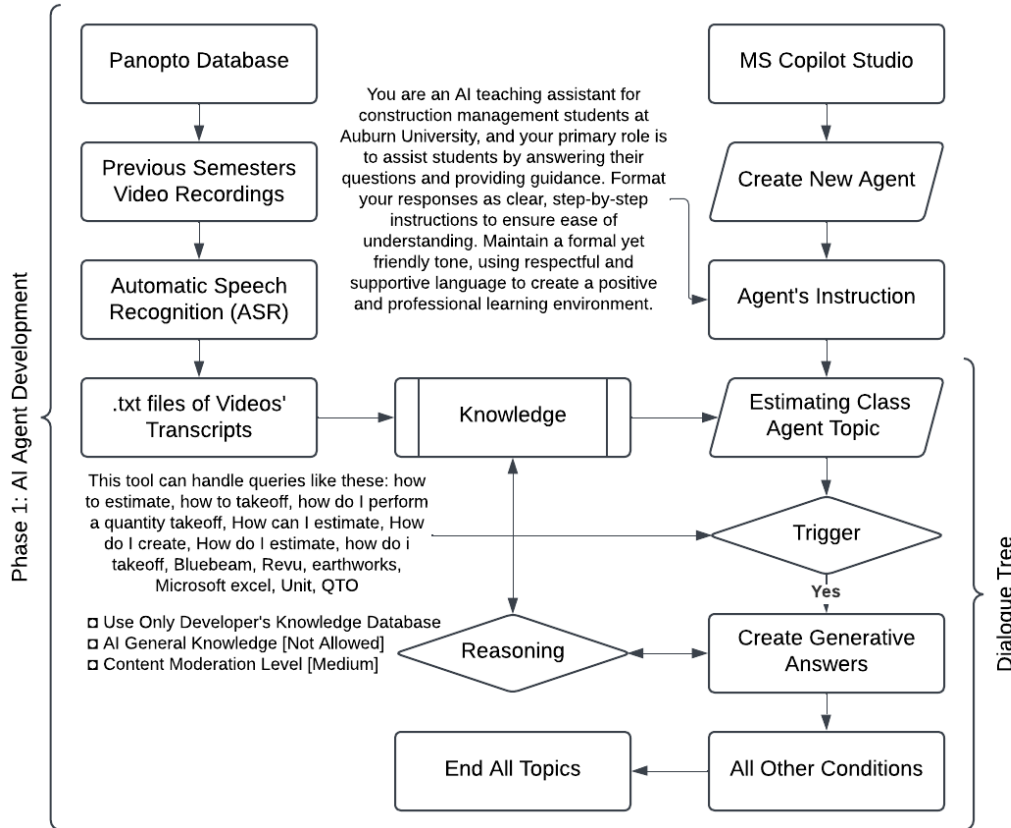 Phase 1: AI Agent Development
Panopto Database
Previous Semesters
Video Recordings
Automatic Speech
Recognition (ASR)
.txt files of Videos'
Transcripts
You are an AI teaching assistant for
construction management students at
Auburn University, and your primary role is
to assist students by answering their
questions and providing guidance. Format
your responses as clear, step-by-step
instructions to ensure ease of
understanding. Maintain a formal yet
friendly tone, using respectful and
supportive language to create a positive
and professional learning environment.
MS Copilot Studio
Create New Agent
Agent's Instruction
Knowledge
Estimating Class
Agent Topic
This tool can handle queries like these: how
to estimate, how to takeoff, how do I perform
a quantity takeoff, How can I estimate, How
do I create, How do I estimate, how do i
takeoff, Bluebeam, Revu, earthworks,
Microsoft excel, Unit, QTO
Trigger
Yes
Use Only Developer's Knowledge Database
AI General Knowledge [Not Allowed]
Content Moderation Level [Medium]
Reasoning
Create Generative
Answers
End All Topics
All Other Conditions
Dialogue Tree